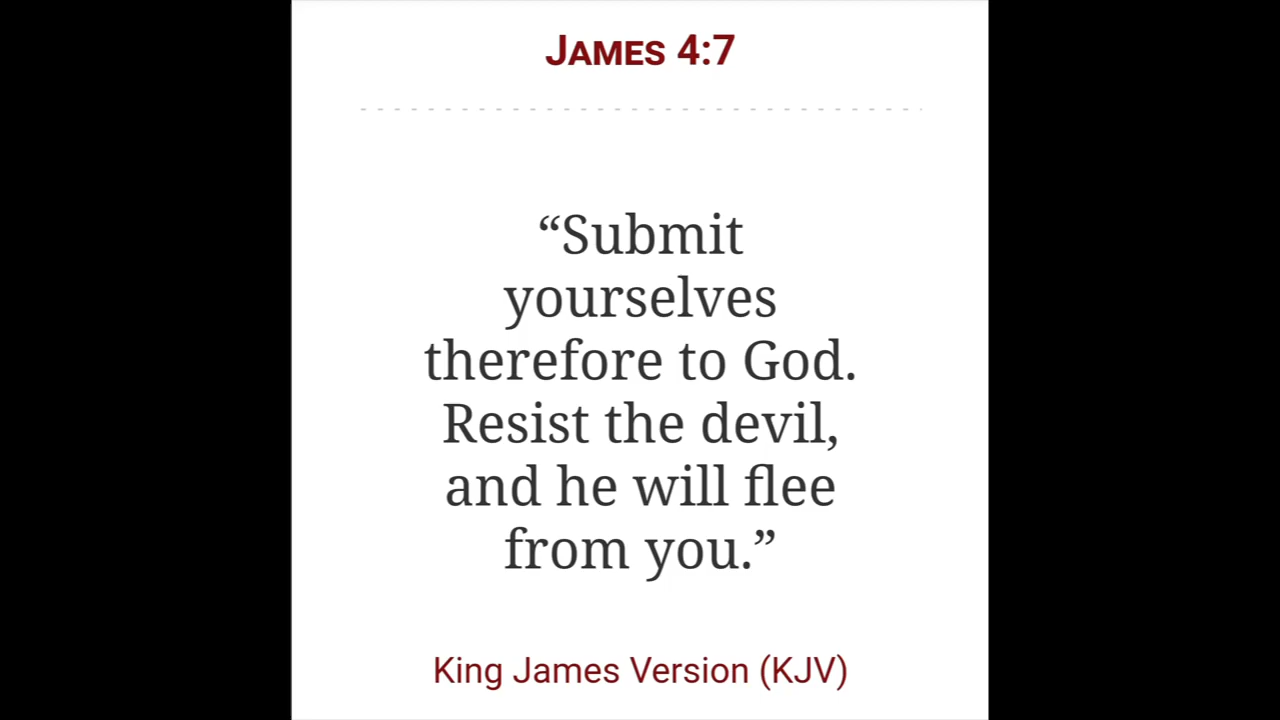 James 4:7
“Submit
yourselves
therefore to God.
Resist the devil,
and he will flee
from you.”
King James Version (KJV)